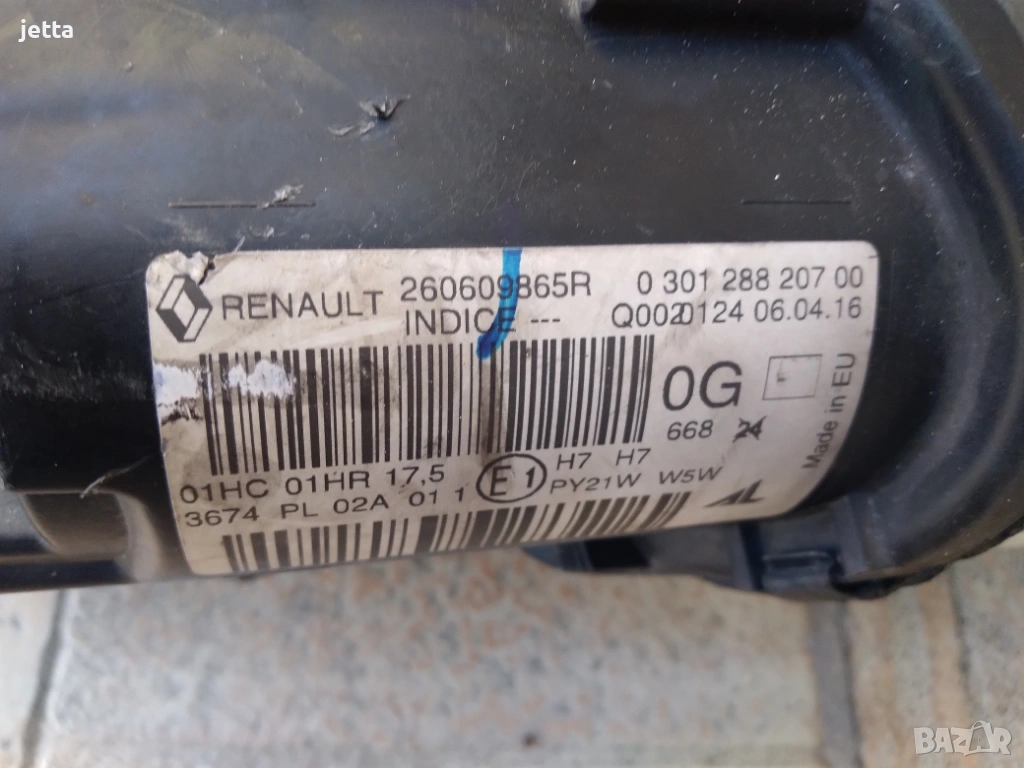 jetta
RENAULT 260609865R 0 301 288 207 00
INDICE --- Q0020124 06.04.16
0G
668 24
Made in EU
01HC 01HR 17,5 E1 H7 H7
3674 PL 02A 01 1 PY21W W5W AL
BAZAR